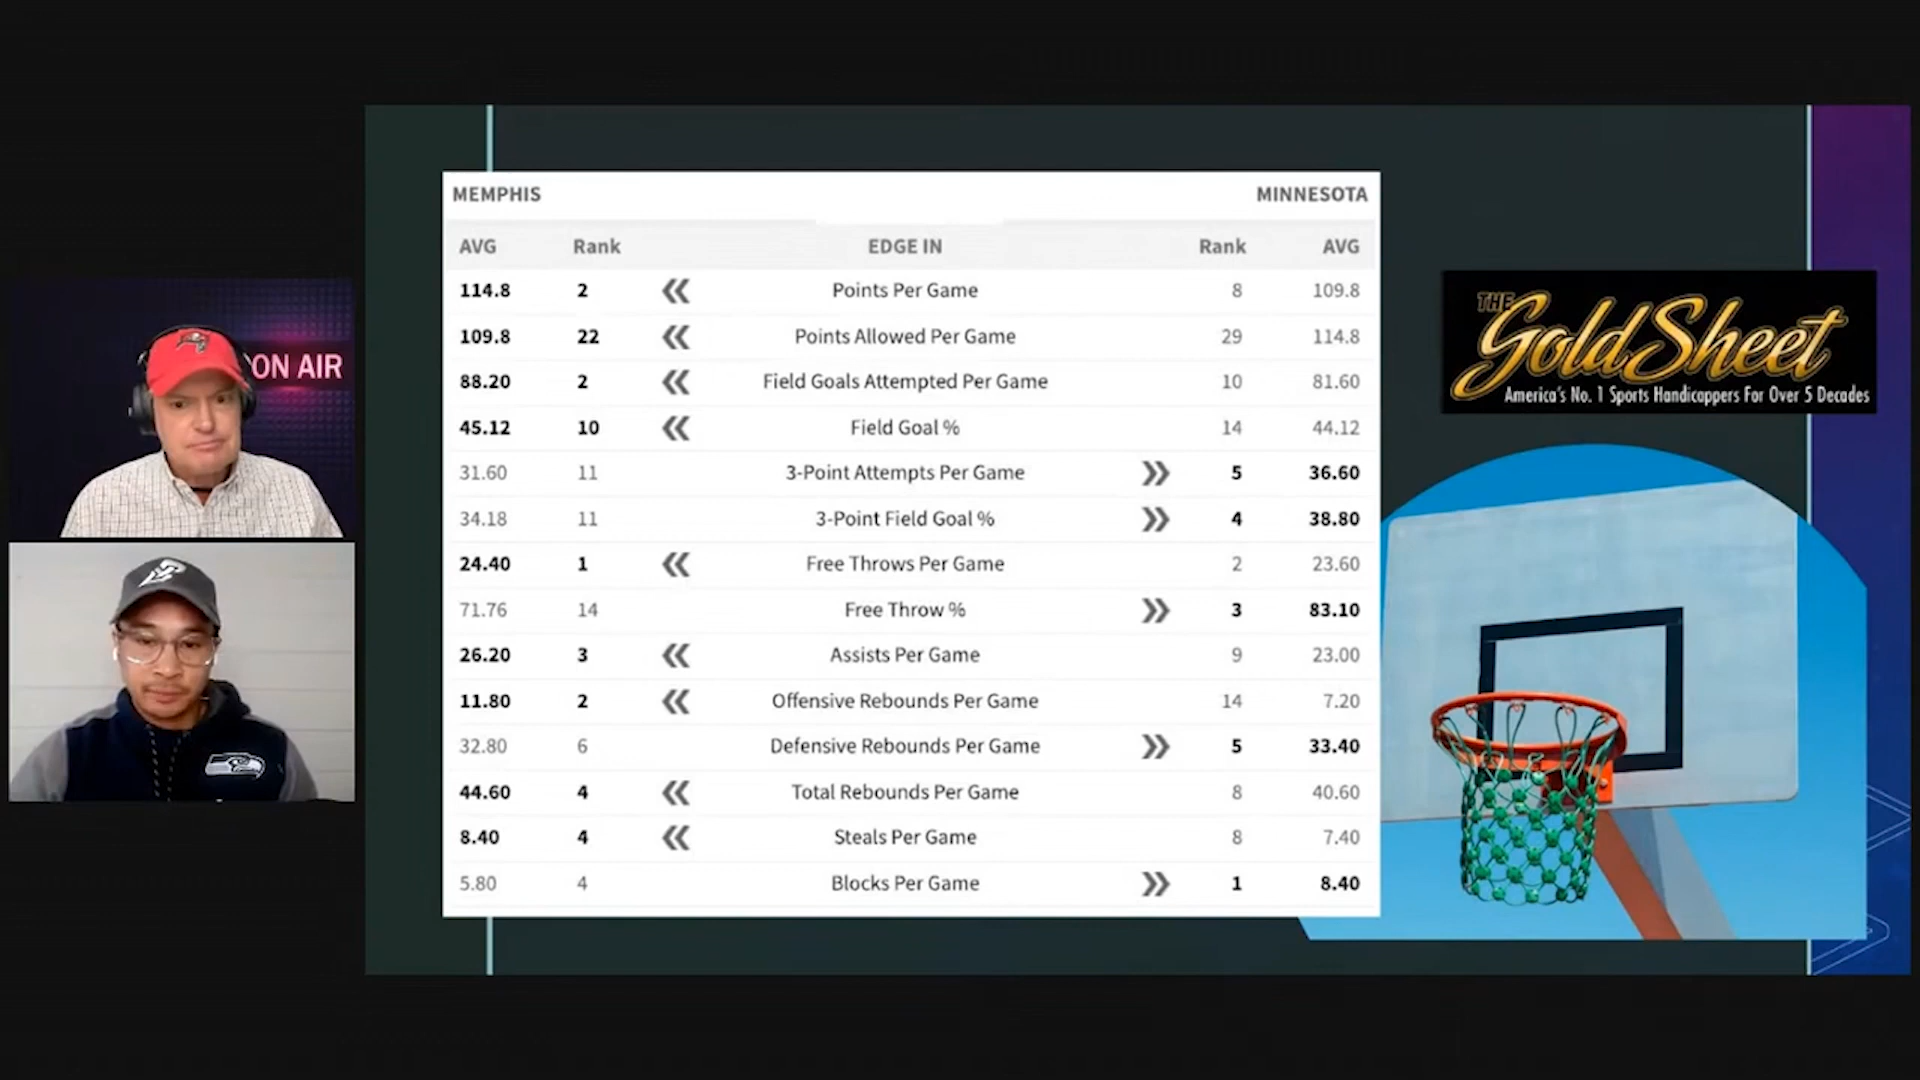 MEMPHIS MINNESOTA
AVG Rank EDGE IN Rank AVG
114.8 2 Points Per Game 8 109.8
109.8 22 Points Allowed Per Game 29 114.8
88.20 2 Field Goals Attempted Per Game 10 81.60
45.12 10 Field Goal % 14 44.12
31.60 11 3-Point Attempts Per Game 5 36.60
34.18 11 3-Point Field Goal % 4 38.80
24.40 1 Free Throws Per Game 2 23.60
71.76 14 Free Throw % 3 83.10
26.20 3 Assists Per Game 9 23.00
11.80 2 Offensive Rebounds Per Game 14 7.20
32.80 6 Defensive Rebounds Per Game 5 33.40
44.60 4 Total Rebounds Per Game 8 40.60
8.40 4 Steals Per Game 8 7.40
5.80 4 Blocks Per Game 1 8.40
THE
Gold Sheet
America's No. 1 Sports Handicappers For Over 5 Decades
ON AIR